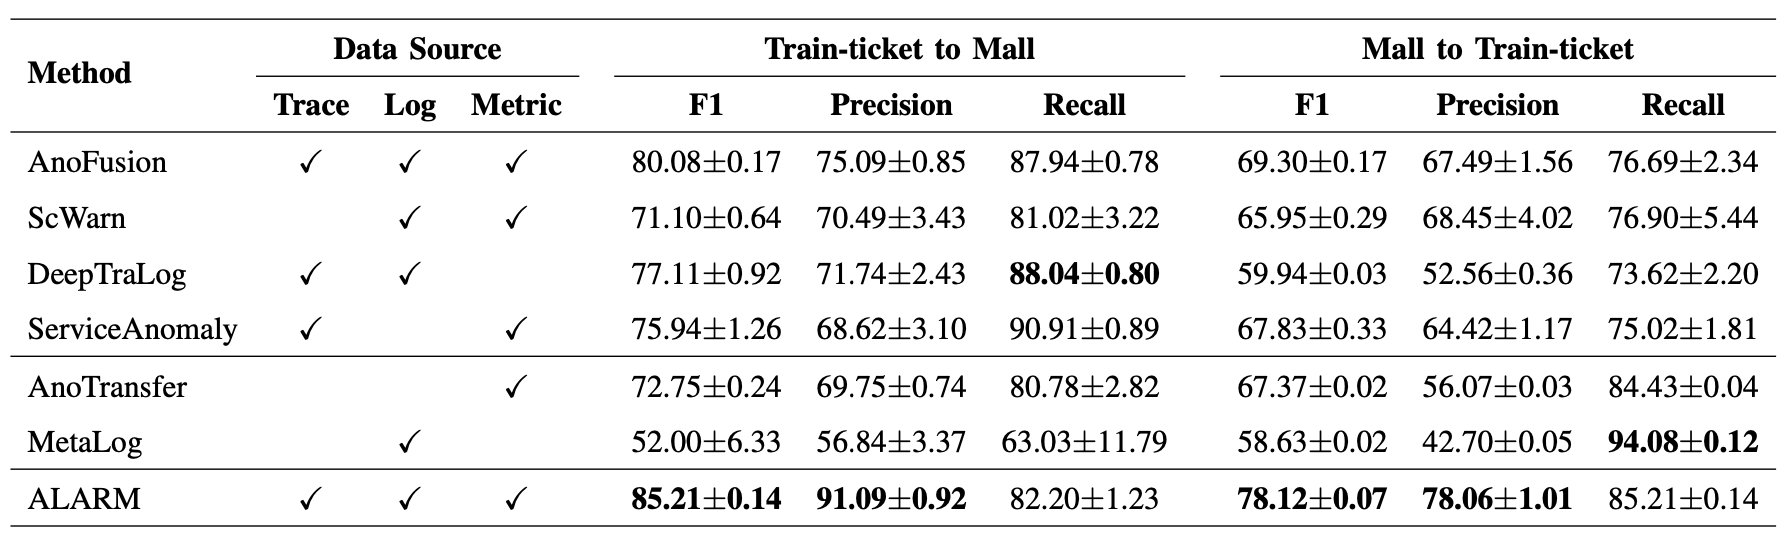 Method Data Source Train-ticket to Mall Mall to Train-ticket
Trace Log Metric F1 Precision Recall F1 Precision Recall
AnoFusion ✓ ✓ ✓ 80.08±0.17 75.09±0.85 87.94±0.78 69.30±0.17 67.49±1.56 76.69±2.34
ScWarn ✓ ✓ 71.10±0.64 70.49±3.43 81.02±3.22 65.95±0.29 68.45±4.02 76.90±5.44
DeepTraLog ✓ ✓ 77.11±0.92 71.74±2.43 88.04±0.80 59.94±0.03 52.56±0.36 73.62±2.20
ServiceAnomaly ✓ ✓ 75.94±1.26 68.62±3.10 90.91±0.89 67.83±0.33 64.42±1.17 75.02±1.81
AnoTransfer ✓ 72.75±0.24 69.75±0.74 80.78±2.82 67.37±0.02 56.07±0.03 84.43±0.04
MetaLog ✓ 52.00±6.33 56.84±3.37 63.03±11.79 58.63±0.02 42.70±0.05 94.08±0.12
ALARM ✓ ✓ ✓ 85.21±0.14 91.09±0.92 82.20±1.23 78.12±0.07 78.06±1.01 85.21±0.14